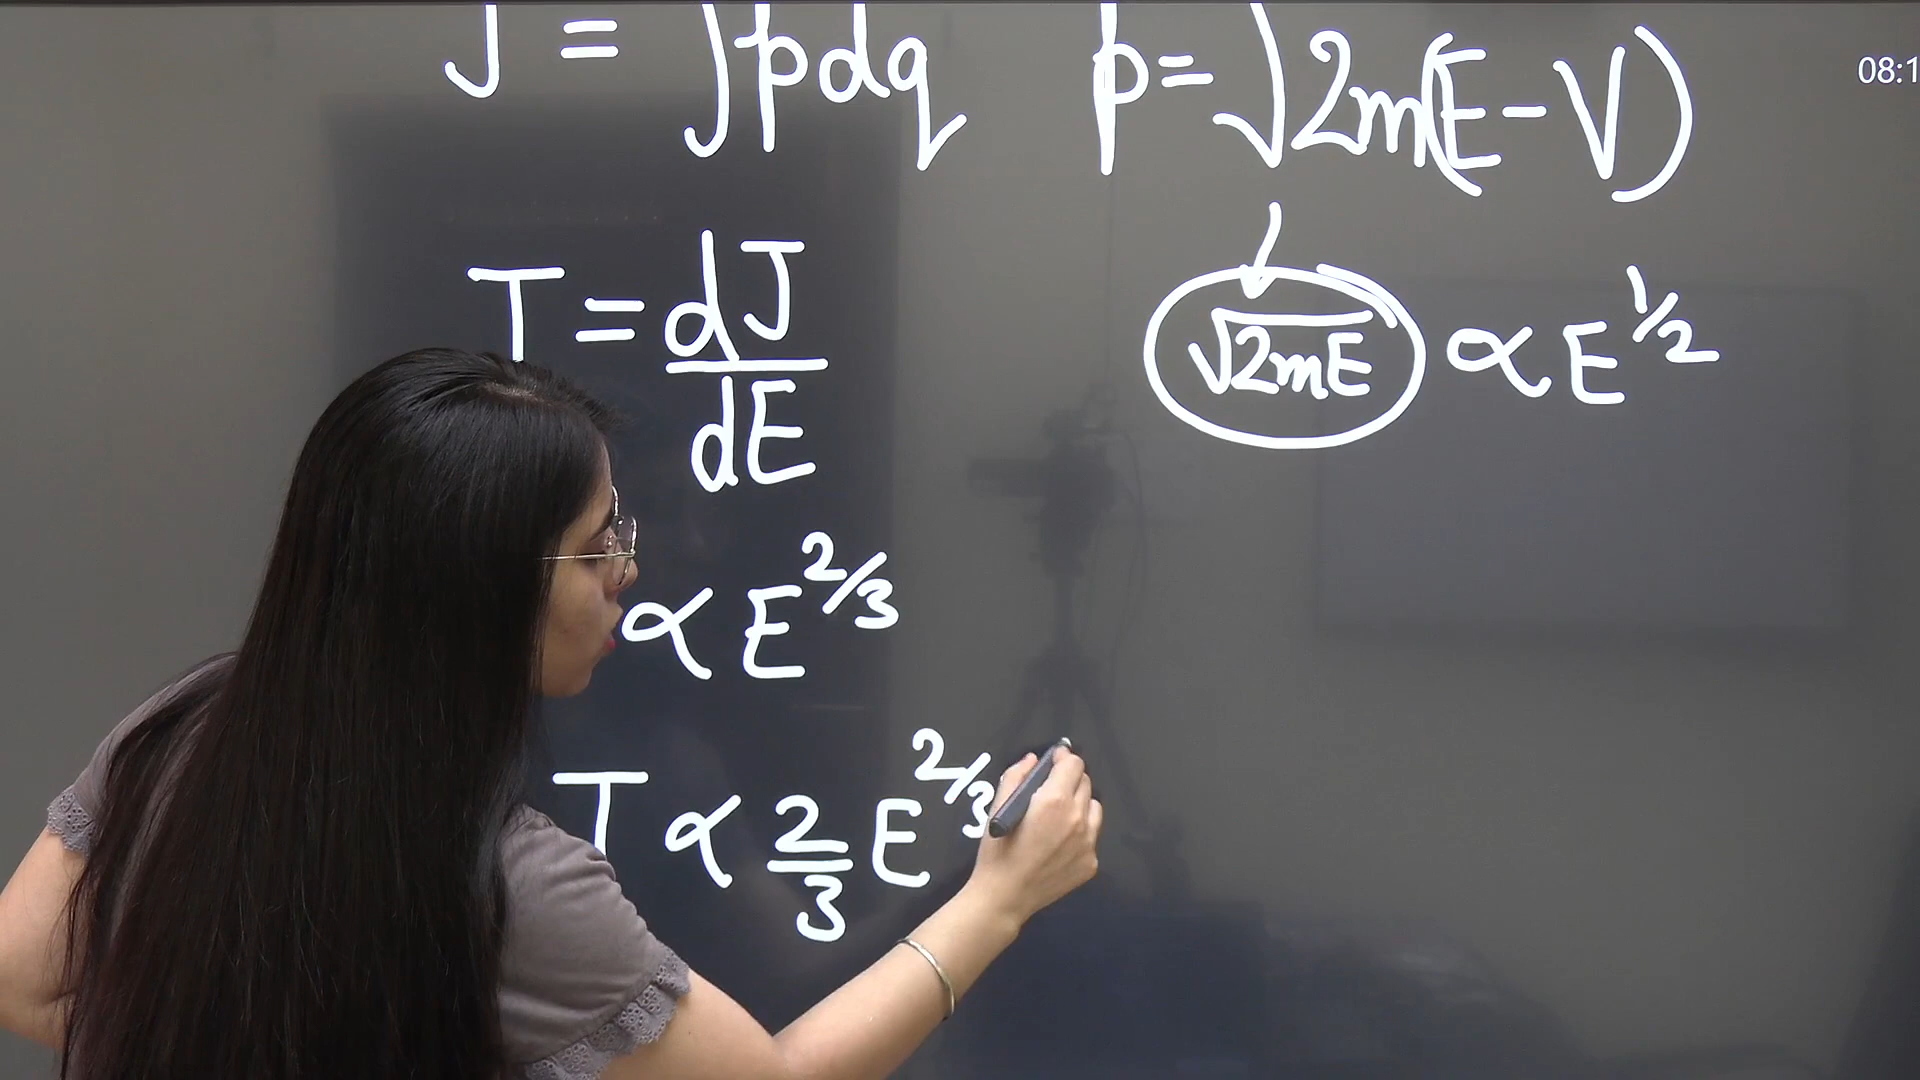 J = ∫pdq p=√2m(E-V)
08:1
T = dJ/dE
√2mE ∝ E^1/2
∝ E^2/3
T ∝ 2/3 E^2/3